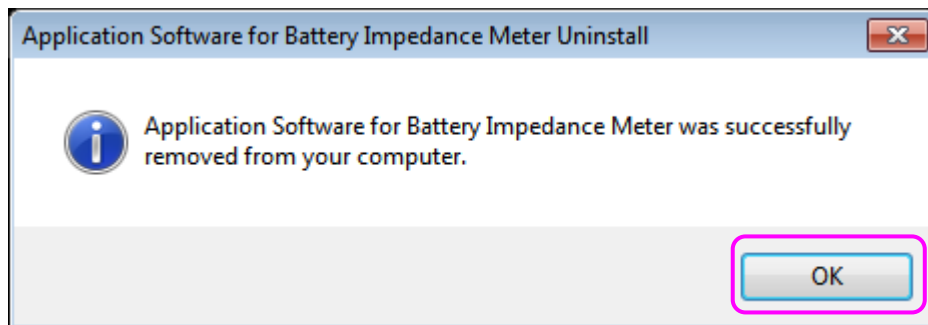 Application Software for Battery Impedance Meter Uninstall
Application Software for Battery Impedance Meter was successfully
removed from your computer.
OK